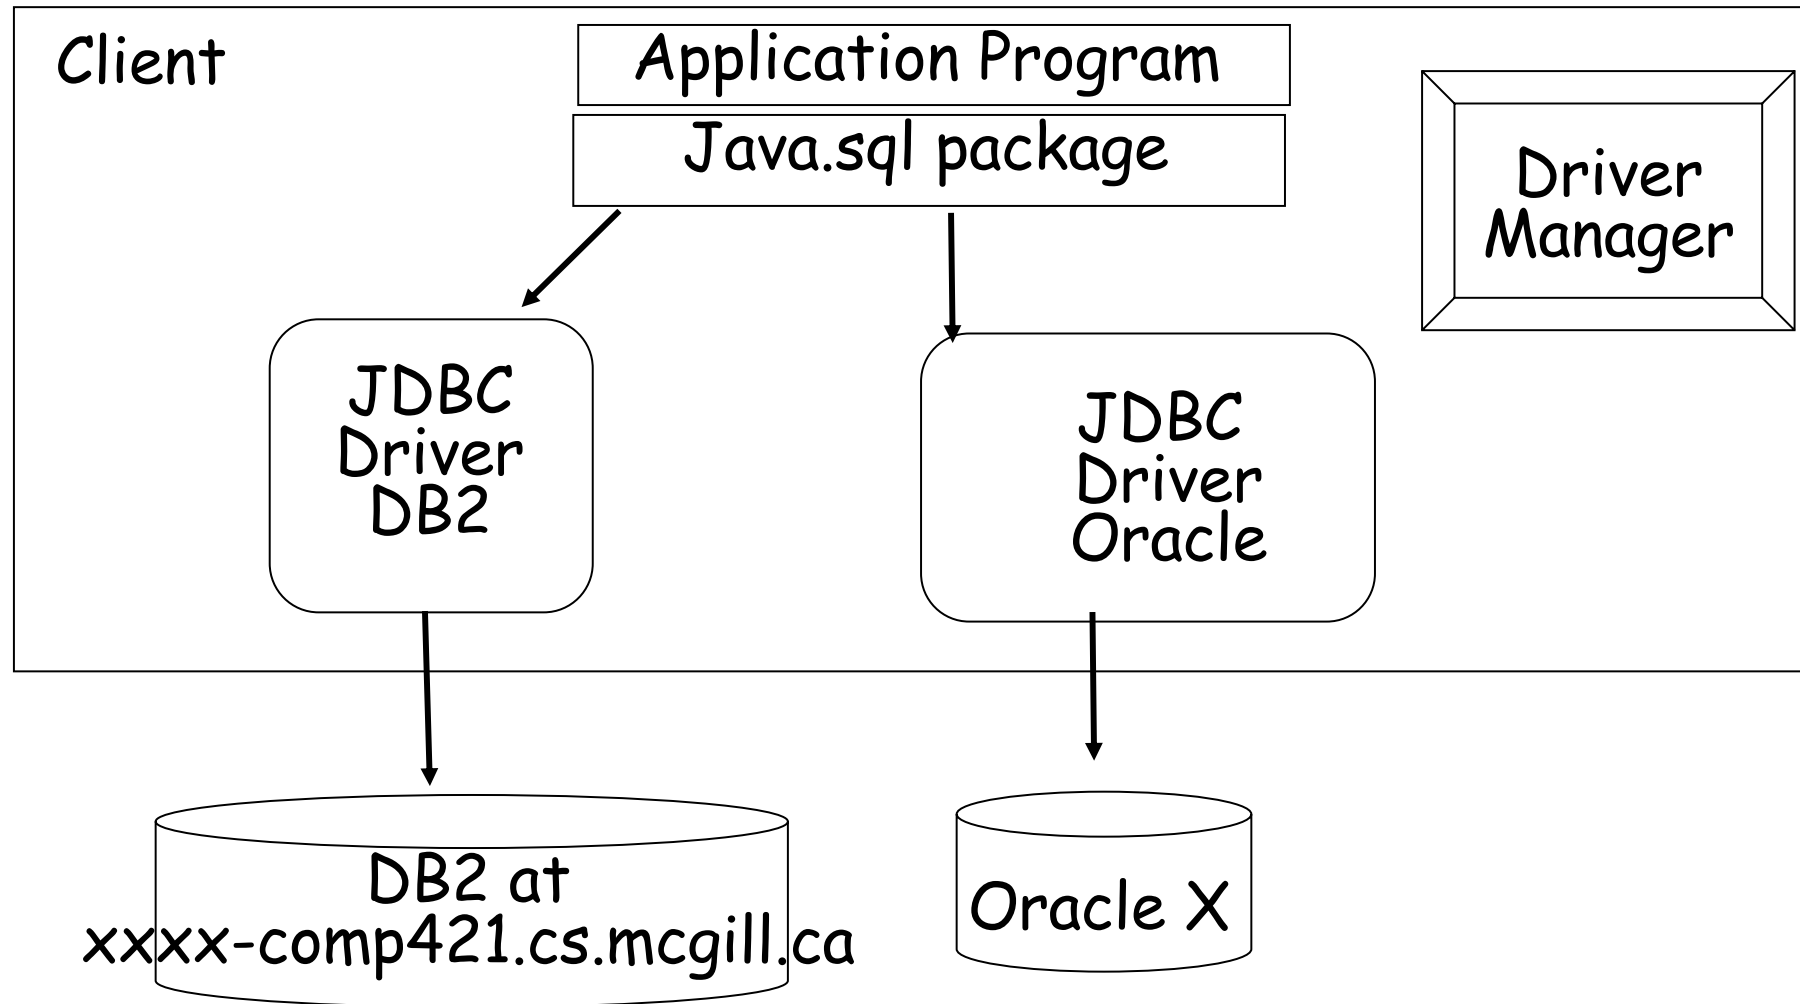 Client
Application Program
Java.sql package
Driver
Manager
JDBC
Driver
DB2
JDBC
Driver
Oracle
DB2 at
xxxx-comp421.cs.mcgill.ca
Oracle X